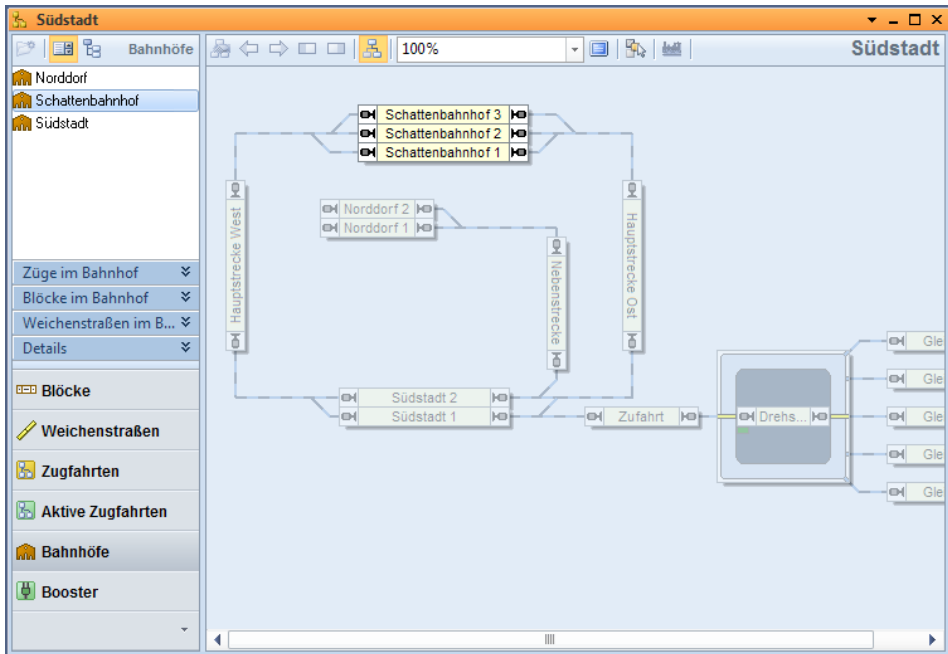 Südstadt
Bahnhöfe
100%
Südstadt
Norddorf
Schattenbahnhof
Südstadt
Züge im Bahnhof
Blöcke im Bahnhof
Weichenstraßen im B...
Details
Blöcke
Weichenstraßen
Zugfahrten
Aktive Zugfahrten
Bahnhöfe
Booster
Schattenbahnhof 3
Schattenbahnhof 2
Schattenbahnhof 1
Hauptstrecke West
Norddorf 2
Norddorf 1
Nebenstrecke
Hauptstrecke Ost
Südstadt 2
Südstadt 1
Zufahrt
Drehs...
Gle
Gle
Gle
Gle
Gle